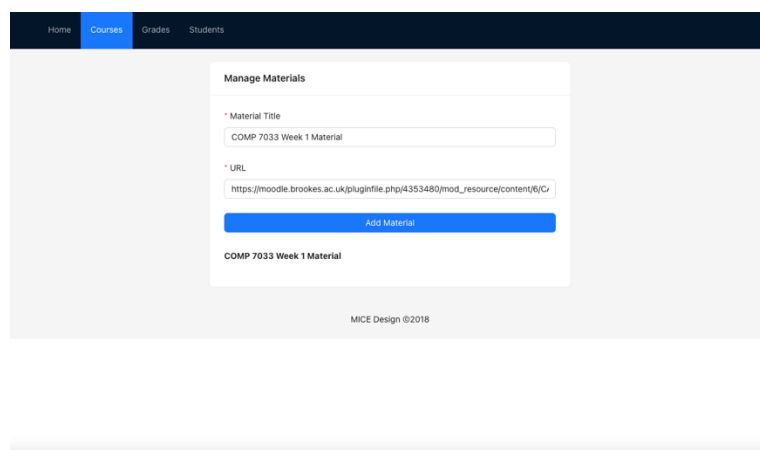 Home Courses Grades Students
Manage Materials
* Material Title
COMP 7033 Week 1 Material
* URL
https://moodle.brookes.ac.uk/pluginfile.php/4353480/mod_resource/content/6/C
Add Material
COMP 7033 Week 1 Material
MICE Design ©2018